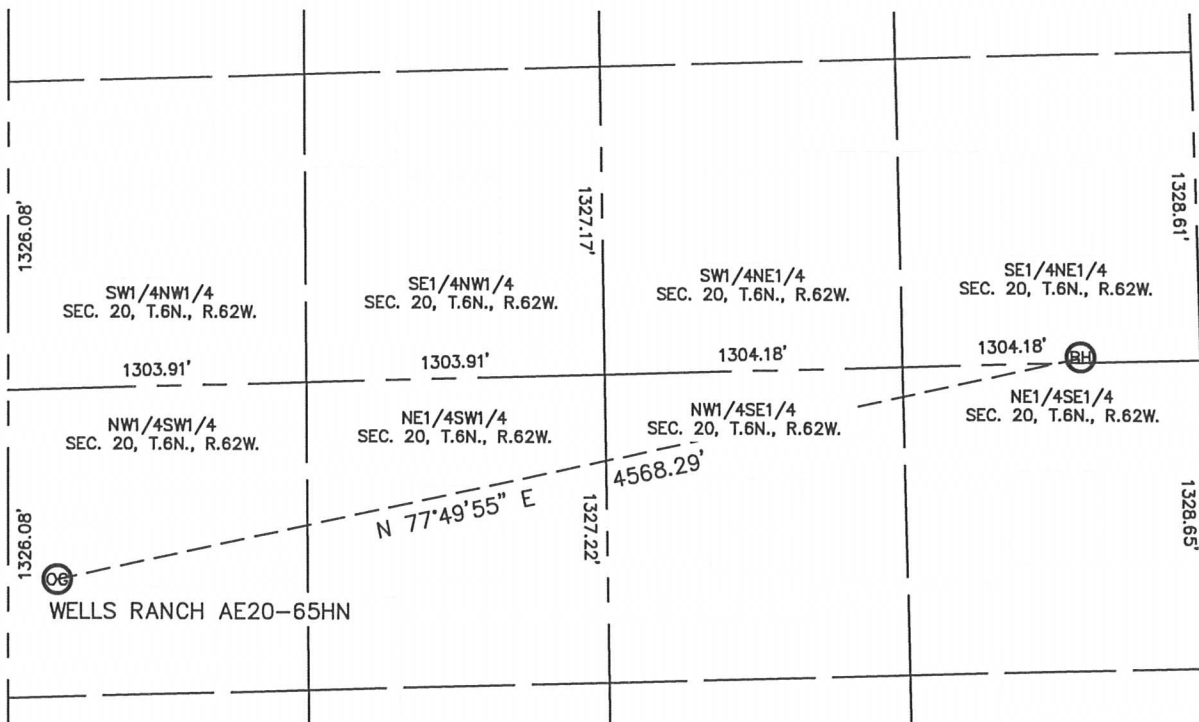 1326.08'
1327.17'
1328.61'
SW1/4NW1/4
SEC. 20, T.6N., R.62W.
SE1/4NW1/4
SEC. 20, T.6N., R.62W.
SW1/4NE1/4
SEC. 20, T.6N., R.62W.
SE1/4NE1/4
SEC. 20, T.6N., R.62W.
1303.91'
1303.91'
1304.18'
1304.18'
BH
NW1/4SW1/4
SEC. 20, T.6N., R.62W.
NE1/4SW1/4
SEC. 20, T.6N., R.62W.
NW1/4SE1/4
SEC. 20, T.6N., R.62W.
NE1/4SE1/4
SEC. 20, T.6N., R.62W.
N 77°49'55" E
4568.29'
1326.08'
1327.22'
1328.65'
WELLS RANCH AE20-65HN